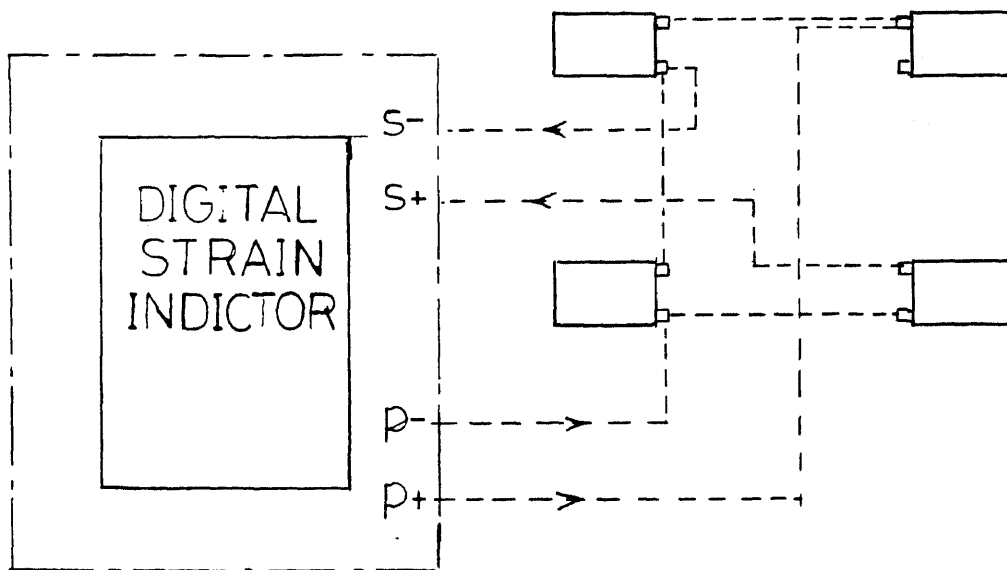 S-
S+
DIGITAL
STRAIN
INDICTOR
P-
P+